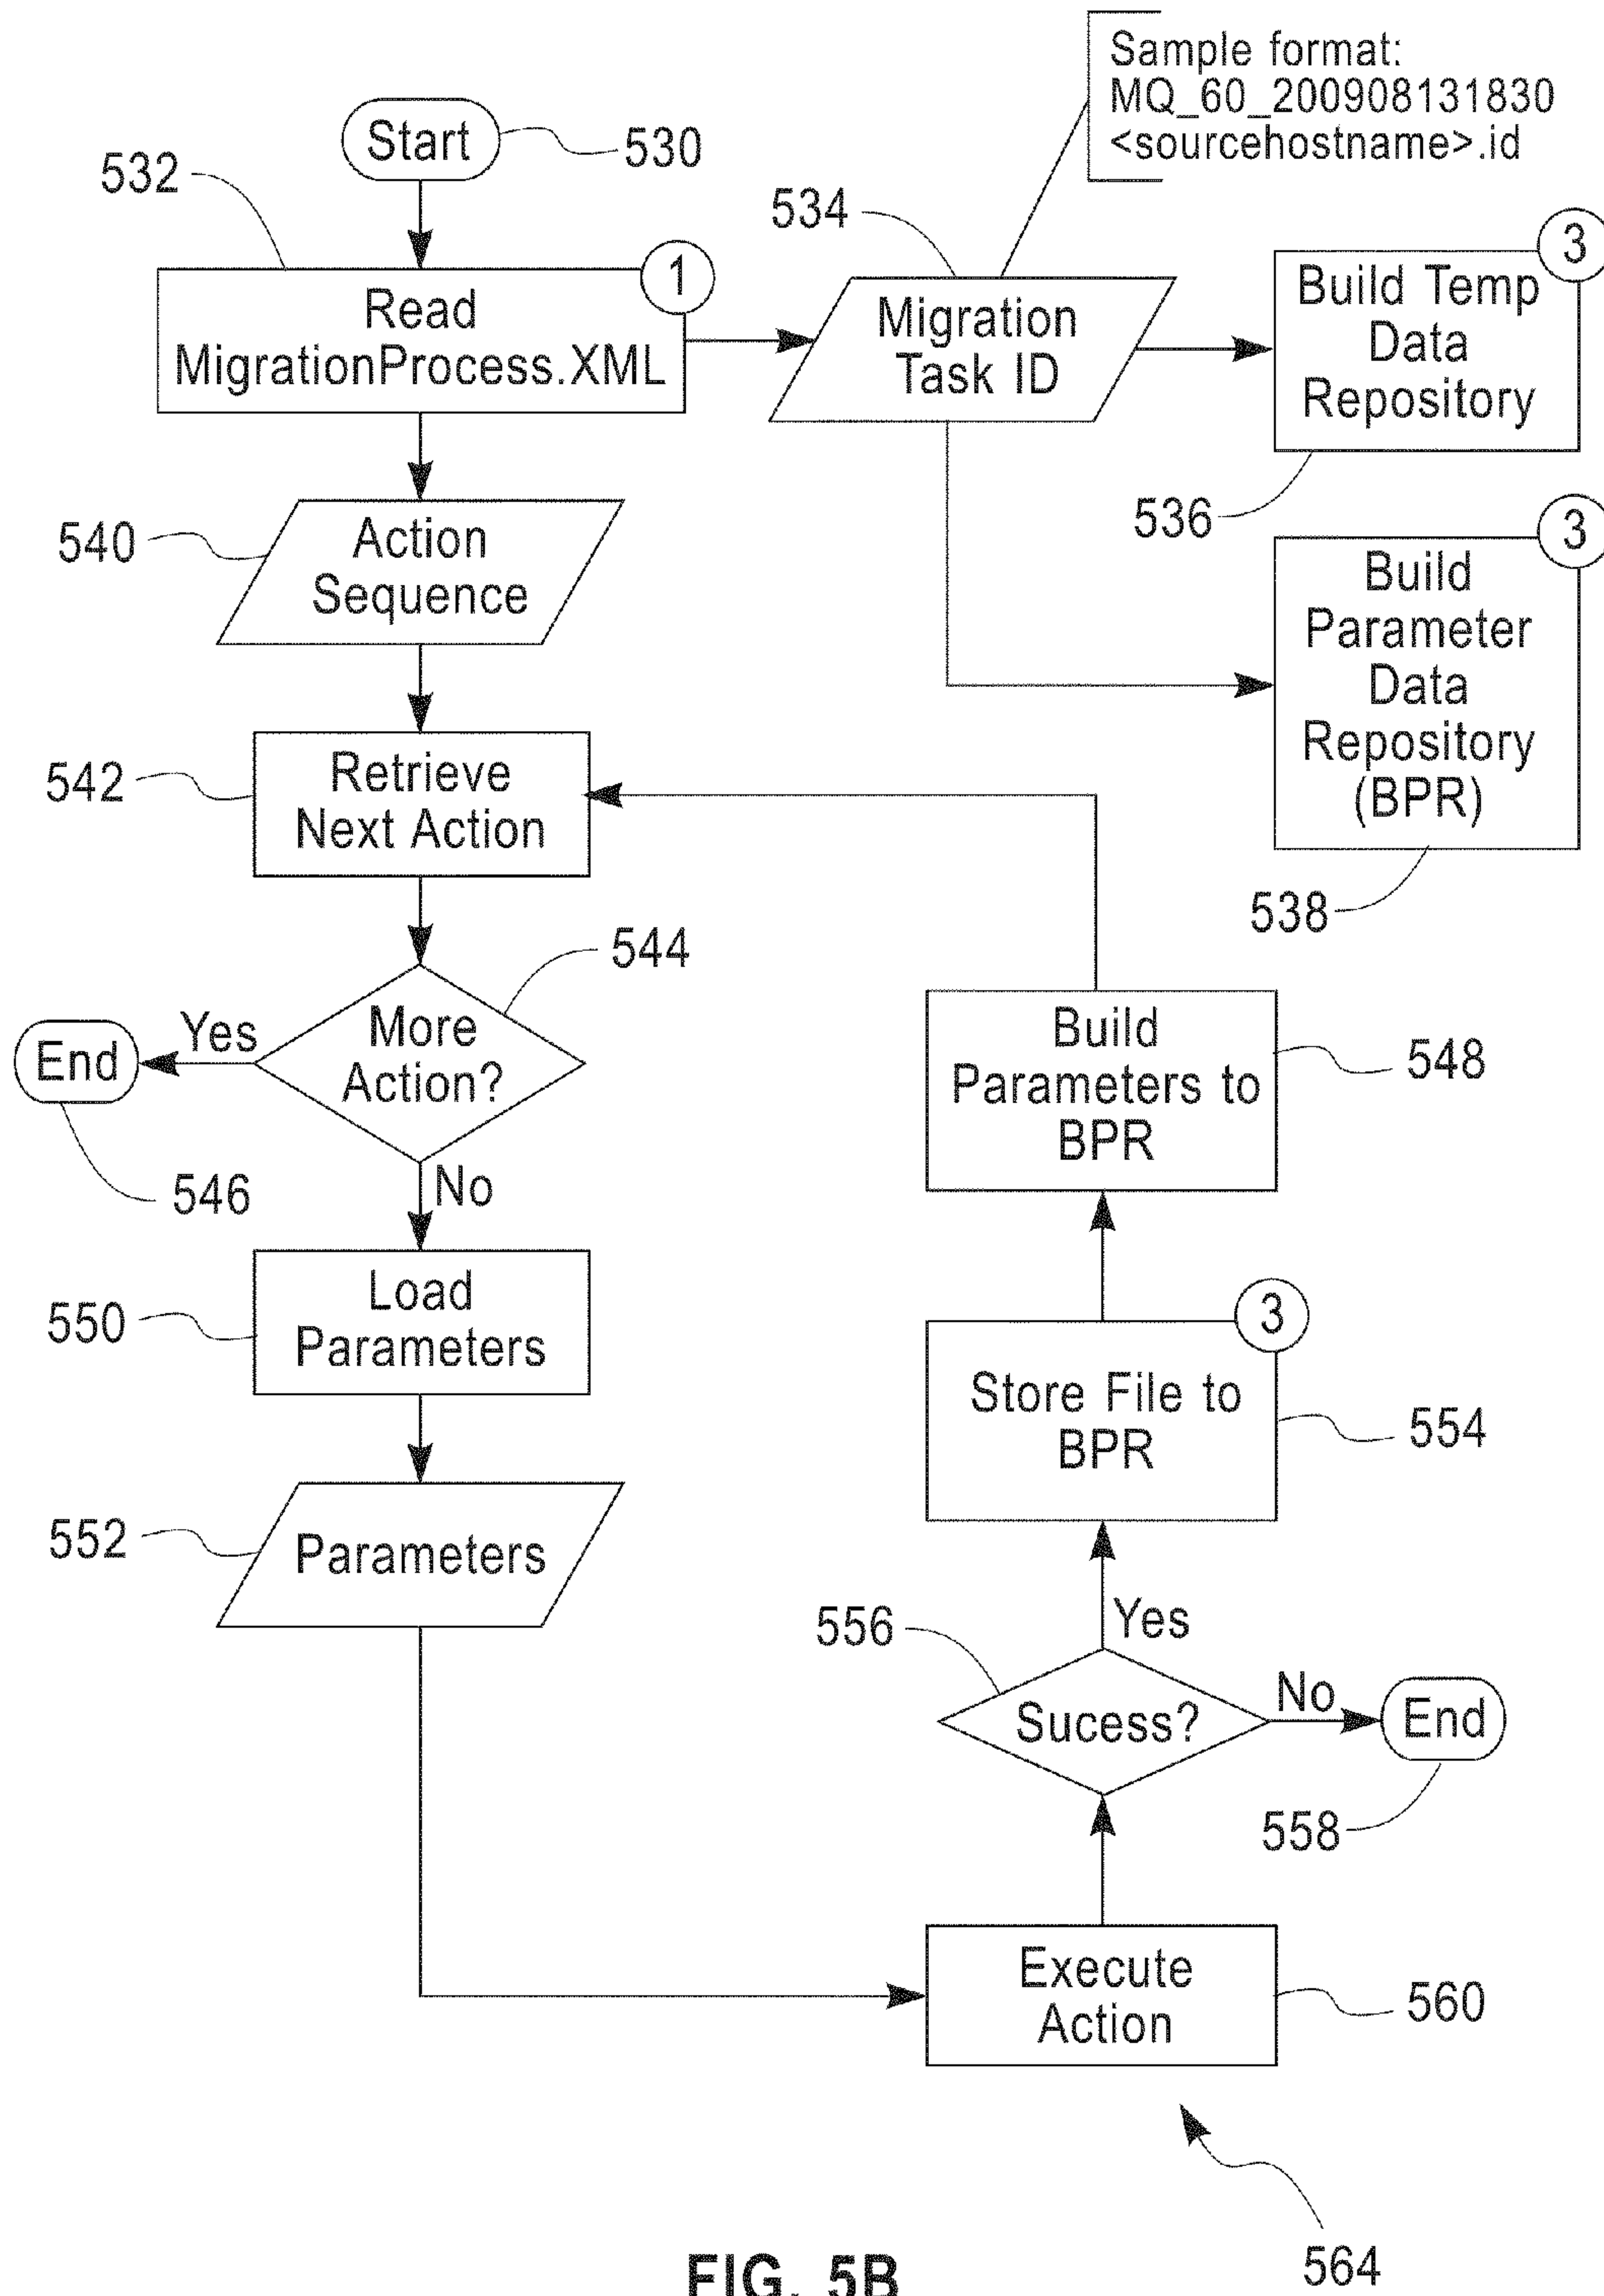 Sample format:
MQ_60_200908131830
<sourcehostname>.id
Start
530
532
534
1
Read
MigrationProcess.XML
Migration
Task ID
3
Build Temp
Data
Repository
536
3
Build
Parameter
Data
Repository
(BPR)
538
540
Action
Sequence
542
Retrieve
Next Action
544
More
Action?
Yes
End
546
No
Build
Parameters to
BPR
548
550
Load
Parameters
3
Store File to
BPR
554
552
Parameters
556
Yes
Sucess?
No
End
558
Execute
Action
560
564
FIG. 5B